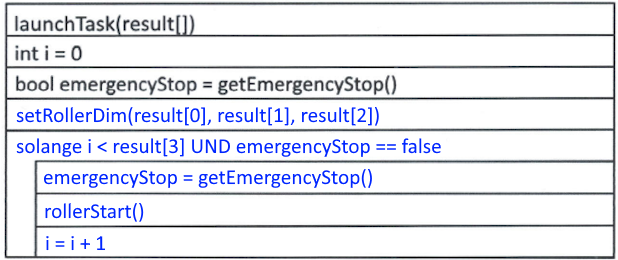 launchTask(result[])
int i = 0
bool emergencyStop = getEmergencyStop()
setRollerDim(result[0], result[1], result[2])
solange i < result[3] UND emergencyStop == false
emergencyStop = getEmergencyStop()
rollerStart()
i = i + 1